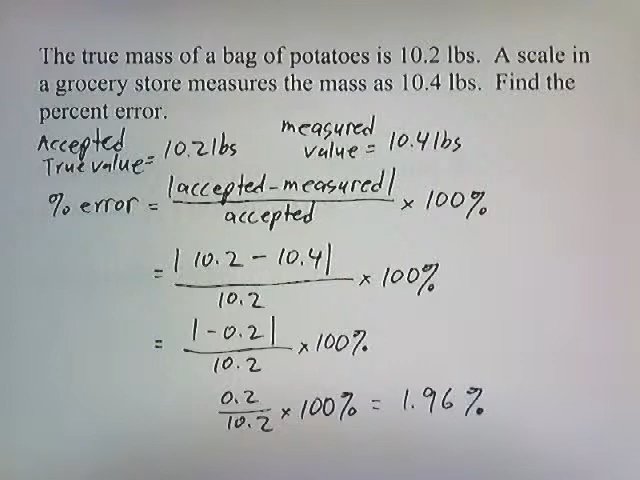 The true mass of a bag of potatoes is 10.2 lbs. A scale in
a grocery store measures the mass as 10.4 lbs. Find the
percent error.
Accepted
True value = 10.2 lbs
measured
value = 10.4 lbs
% error = |accepted - measured| / accepted × 100%
= |10.2 - 10.4| / 10.2 × 100%
= |-0.2| / 10.2 × 100%
0.2 / 10.2 × 100% = 1.96%